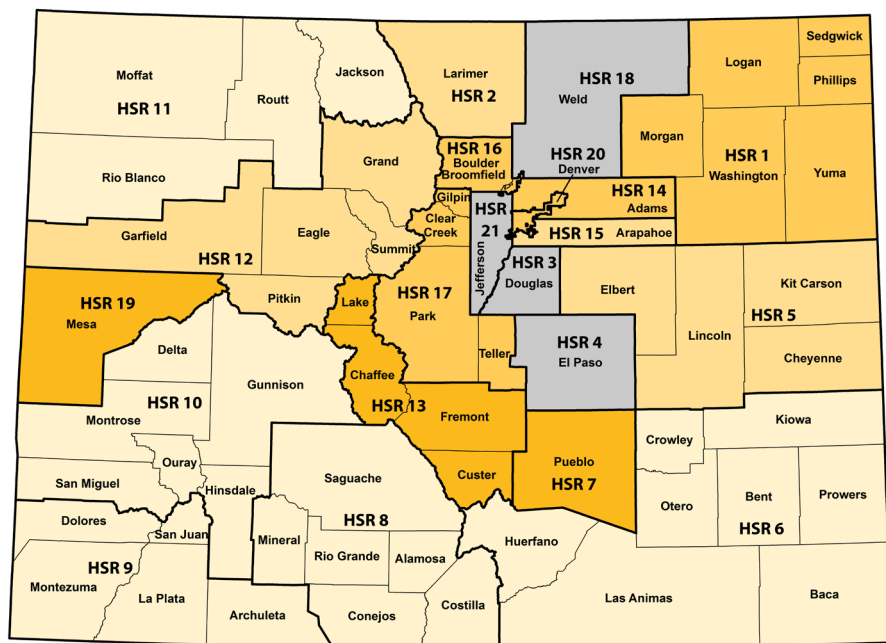 Sedgwick
Jackson
Larimer
Logan
Moffat
HSR 18
Phillips
HSR 11
Routt
HSR 2
Weld
Morgan
HSR 16
HSR 20
HSR 1
Grand
Boulder
Denver
Washington
Yuma
Rio Blanco
Broomfield
Gilpin
HSR
21
HSR 14
Adams
Garfield
Eagle
Clear
Creek
HSR 15
Arapahoe
HSR 12
Summit
Jefferson
HSR 3
Douglas
HSR 19
Mesa
Pitkin
Lake
HSR 17
Park
Elbert
Kit Carson
HSR 5
Lincoln
Delta
Teller
HSR 4
El Paso
Cheyenne
Gunnison
Chaffee
HSR 10
HSR 13
Fremont
Montrose
Kiowa
Crowley
Ouray
Pueblo
San Miguel
Hinsdale
Saguache
Custer
HSR 7
Otero
Bent
Prowers
Dolores
HSR 8
HSR 6
San Juan
Mineral
Rio Grande
Alamosa
Huerfano
HSR 9
Montezuma
La Plata
Archuleta
Conejos
Costilla
Las Animas
Baca